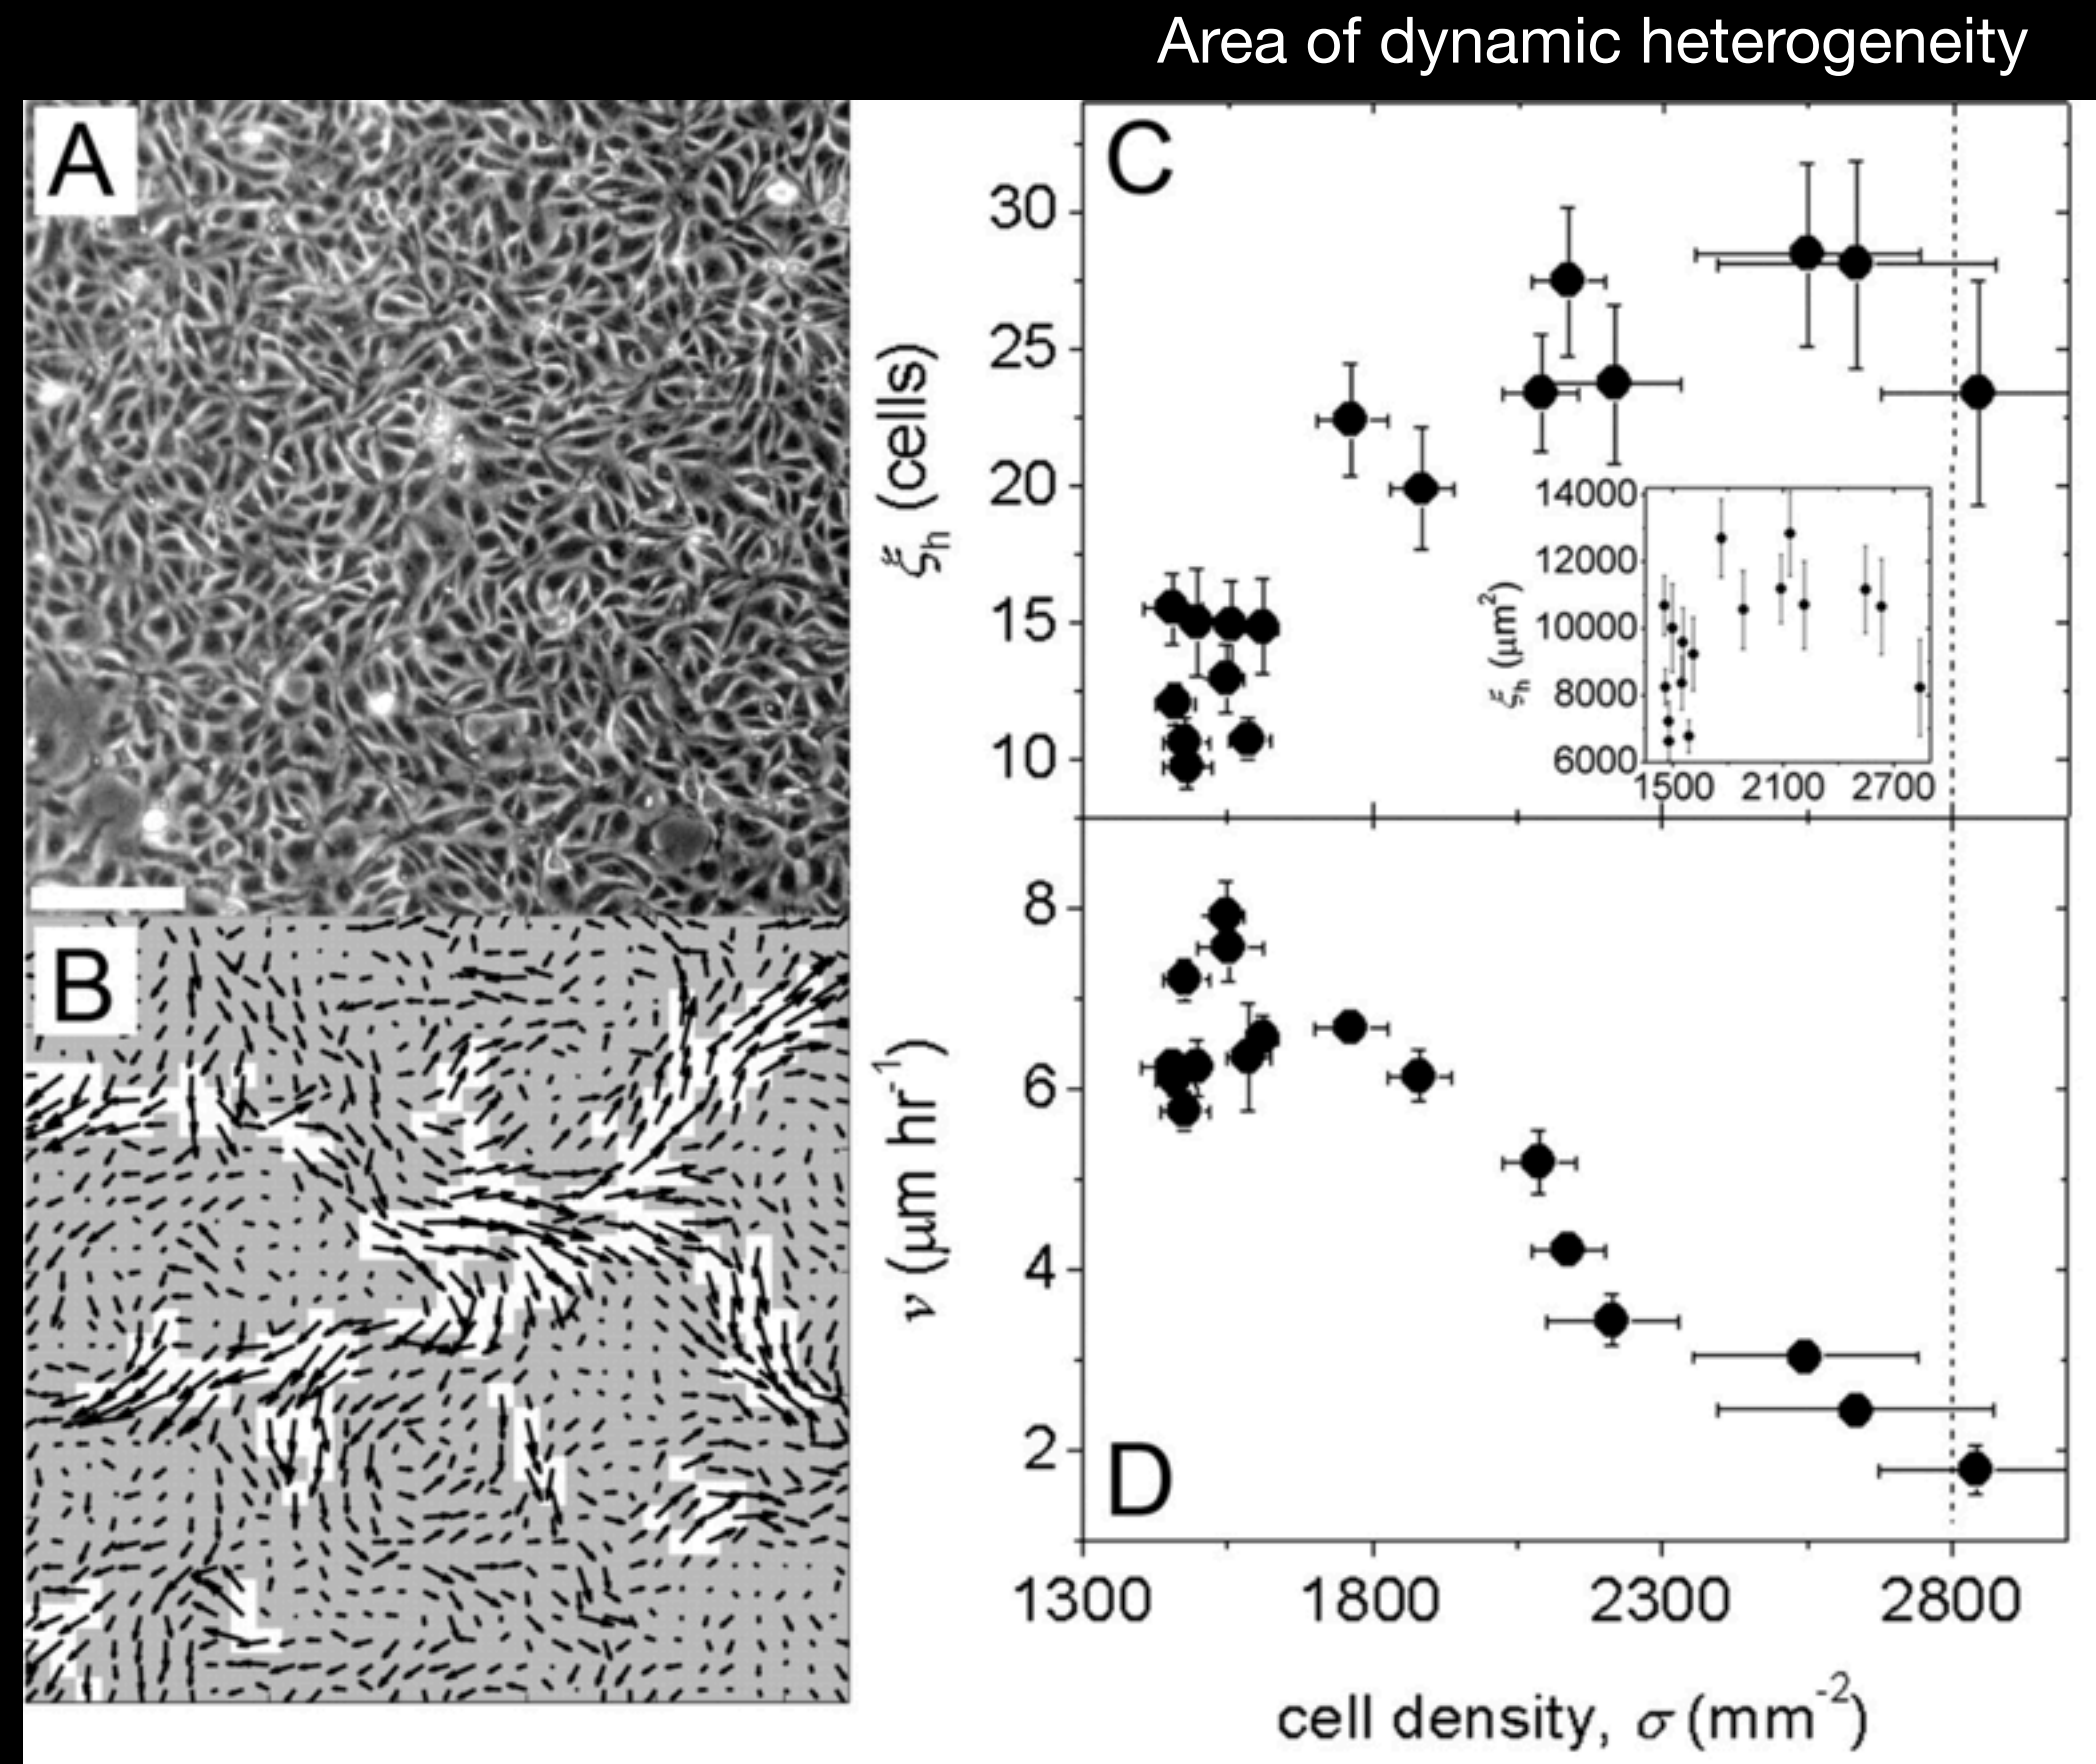 Area of dynamic heterogeneity
A
B
C
ξh (cells)
30
25
20
15
10
ξh (μm2)
14000
12000
10000
8000
6000
1500 2100 2700
D
v (μm hr-1)
8
6
4
2
1300 1800 2300 2800
cell density, σ (mm-2)